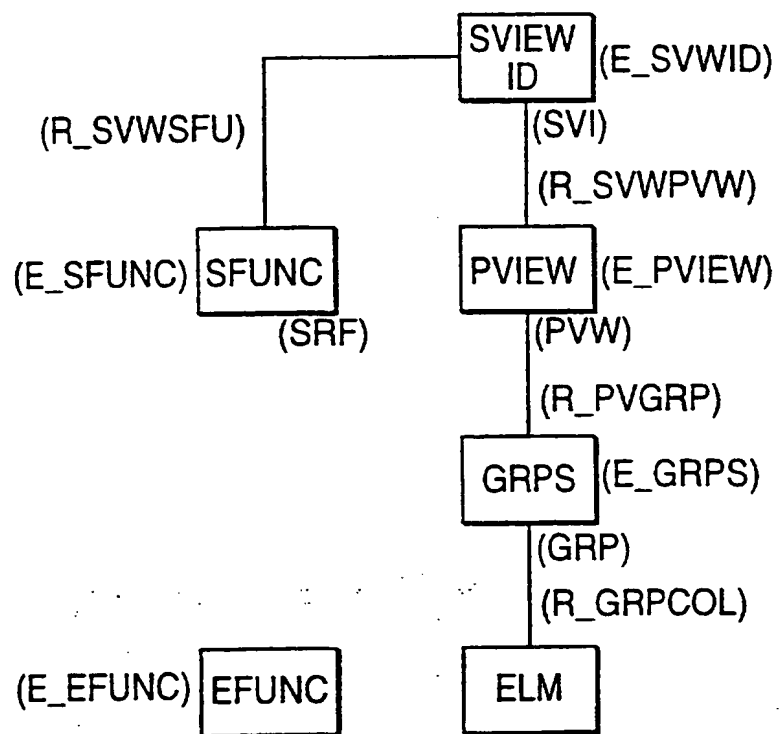 SVIEW
ID
(E_SVWID)
(SVI)
(R_SVWSFU)
(R_SVWPVW)
(E_SFUNC)
SFUNC
(SRF)
PVIEW
(E_PVIEW)
(PVW)
(R_PVGRP)
GRPS
(E_GRPS)
(GRP)
(R_GRPCOL)
(E_EFUNC)
EFUNC
ELM